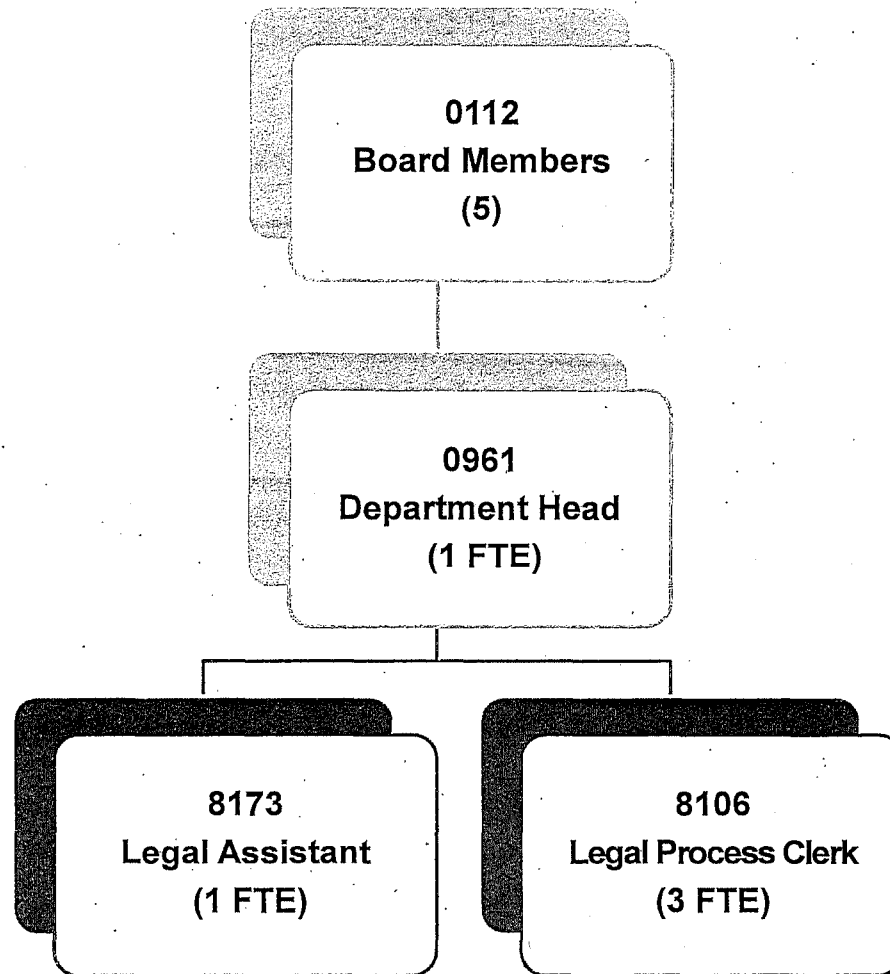 0112
Board Members
(5)
0961
Department Head
(1 FTE)
8173
Legal Assistant
(1 FTE)
8106
Legal Process Clerk
(3 FTE)